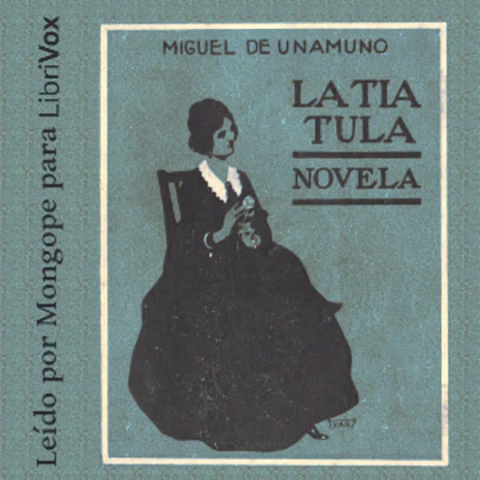 MIGUEL DE UNAMUNO
LA TIA
TULA
NOVELA
Leído por Mongope para LibriVox